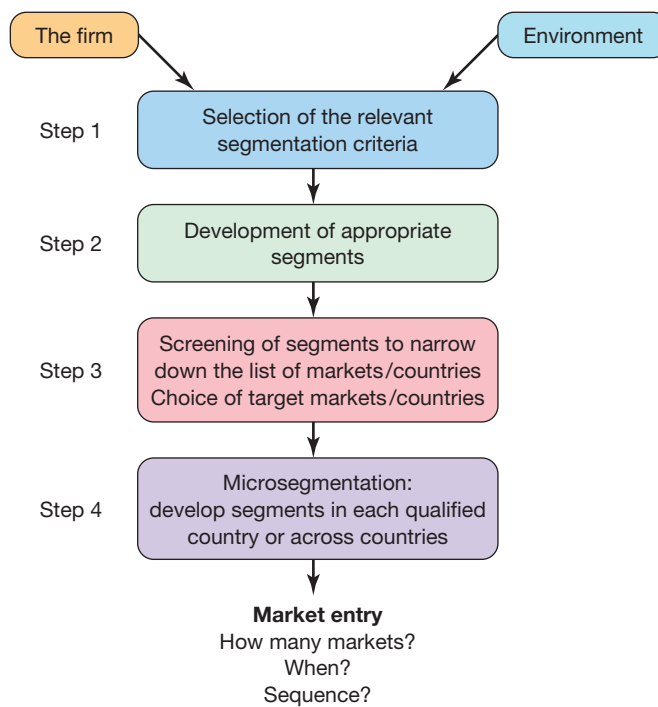 The firm
Environment
Step 1
Selection of the relevant
segmentation criteria
Step 2
Development of appropriate
segments
Step 3
Screening of segments to narrow
down the list of markets/countries
Choice of target markets/countries
Step 4
Microsegmentation:
develop segments in each qualified
country or across countries
Market entry
How many markets?
When?
Sequence?